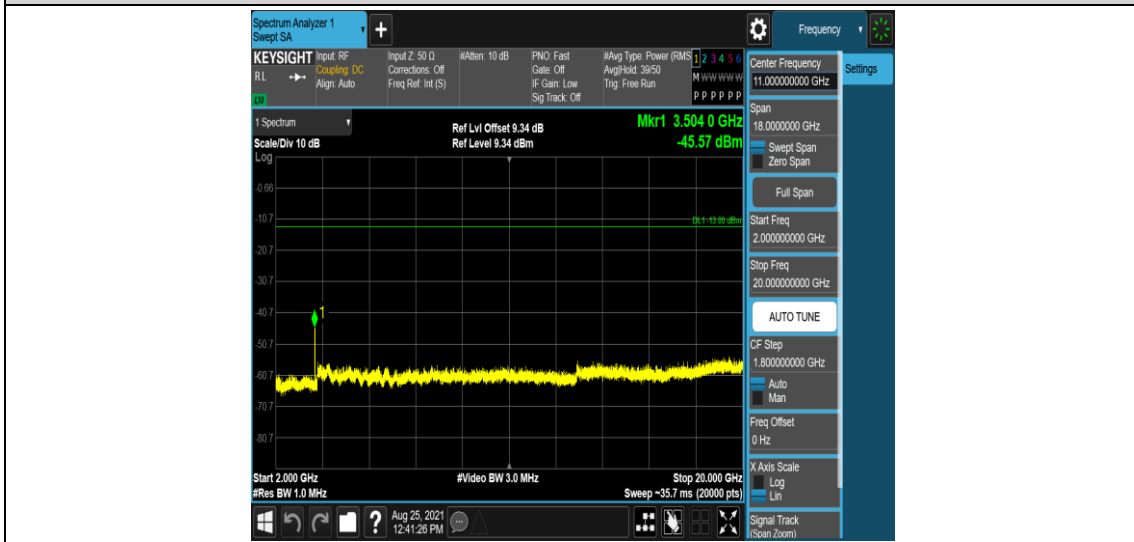 Spectrum Analyzer 1
Swept SA
+
Frequency
KEYSIGHT
RL
LXI
Input: RF
Coupling: DC
Align: Auto
Input Z: 50 Ω
Corrections: Off
Freq Ref: Int (S)
#Atten: 10 dB
PNO: Fast
Gate: Off
IF Gain: Low
Sig Track: Off
#Avg Type: Power (RMS
Avg|Hold: 39/50
Trig: Free Run
1 2 3 4 5 6
M W W W W W
P P P P P P
1 Spectrum
Scale/Div 10 dB
Log
Ref Lvl Offset 9.34 dB
Ref Level 9.34 dBm
Mkr1 3.504 0 GHz
-45.57 dBm
-0.66
-10.7
DL1 -13.00 dBm
-20.7
-30.7
-40.7
1
-50.7
-60.7
-70.7
-80.7
Start 2.000 GHz
#Res BW 1.0 MHz
#Video BW 3.0 MHz
Stop 20.000 GHz
Sweep ~35.7 ms (20000 pts)
?
Aug 25, 2021
12:41:26 PM
Center Frequency
11.000000000 GHz
Settings
Span
18.0000000 GHz
Swept Span
Zero Span
Full Span
Start Freq
2.000000000 GHz
Stop Freq
20.000000000 GHz
AUTO TUNE
CF Step
1.800000000 GHz
Auto
Man
Freq Offset
0 Hz
X Axis Scale
Log
Lin
Signal Track
(Span Zoom)